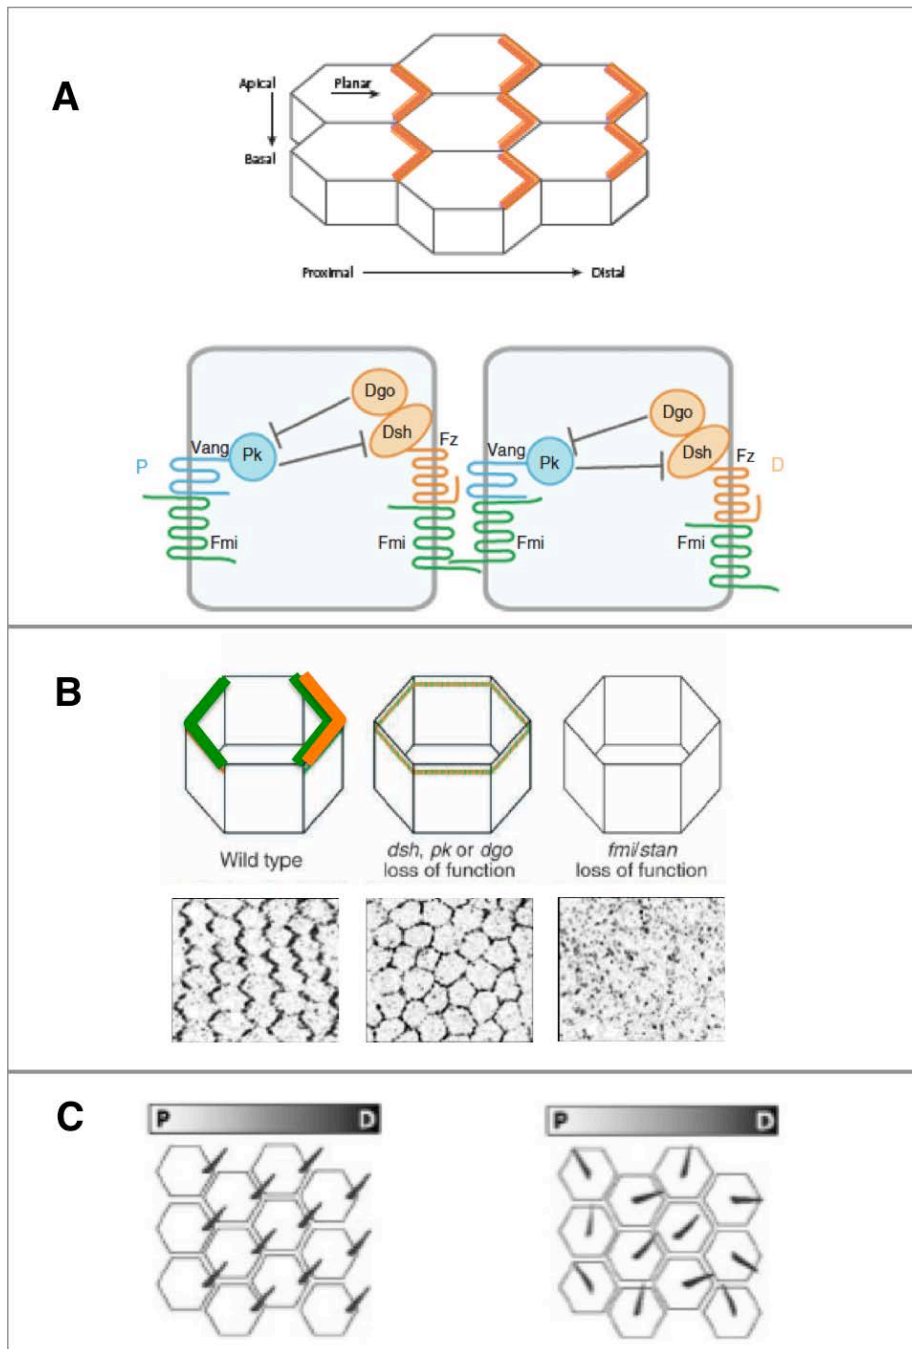 A
Apical
Planar
Basal
Proximal
Distal
Dgo
Dgo
Dsh
Dsh
Vang
Pk
Fz
Vang
Pk
Fz
P
D
Fmi
Fmi
Fmi
Fmi
B
Wild type
dsh, pk or dgo
loss of function
fmi/stan
loss of function
C
P
D
P
D